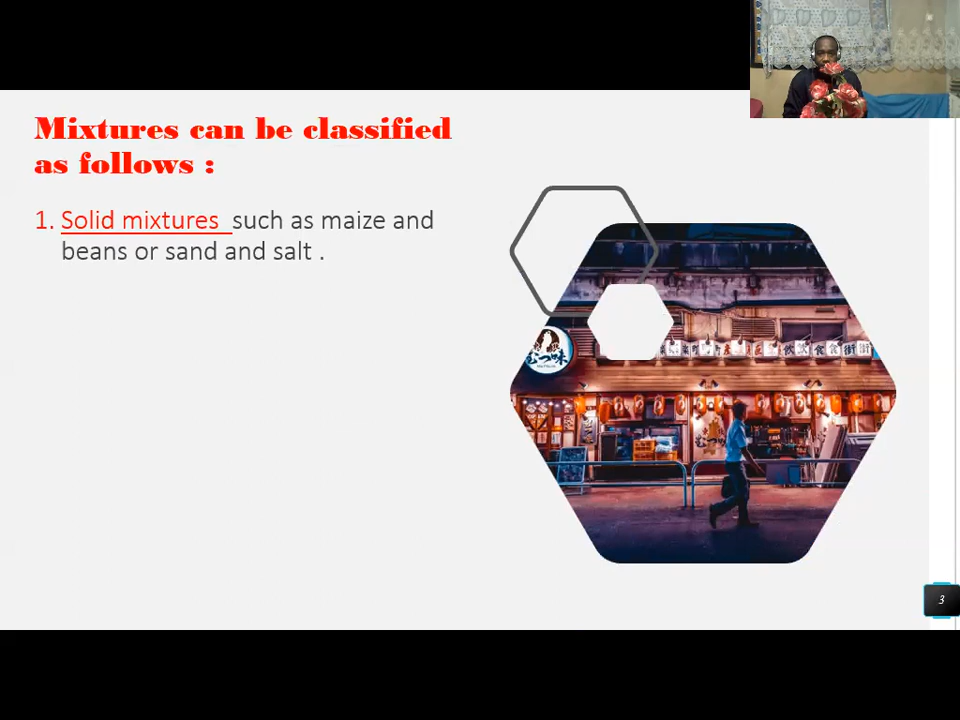 Mixtures can be classified
as follows :
1. Solid mixtures such as maize and
beans or sand and salt .
3